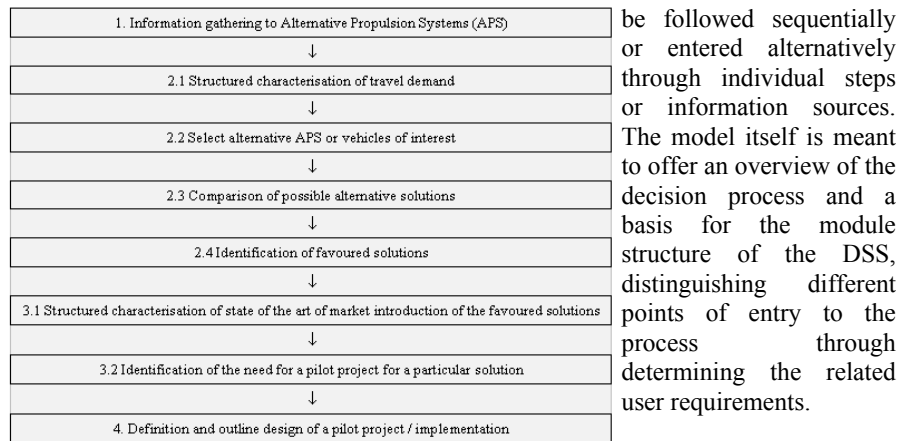 1. Information gathering to Alternative Propulsion Systems (APS)
↓
2.1 Structured characterisation of travel demand
↓
2.2 Select alternative APS or vehicles of interest
↓
2.3 Comparison of possible alternative solutions
↓
2.4 Identification of favoured solutions
↓
3.1 Structured characterisation of state of the art of market introduction of the favoured solutions
↓
3.2 Identification of the need for a pilot project for a particular solution
↓
4. Definition and outline design of a pilot project / implementation
be followed sequentially
or entered alternatively
through individual steps
or information sources.
The model itself is meant
to offer an overview of the
decision process and a
basis for the module
structure of the DSS,
distinguishing different
points of entry to the
process through
determining the related
user requirements.